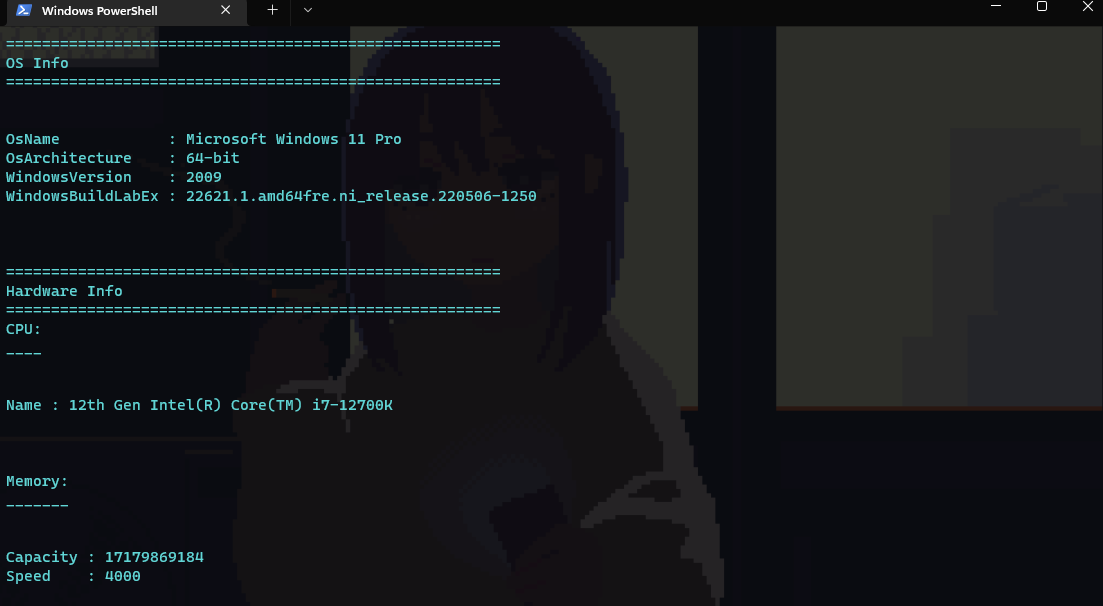 Windows PowerShell
====================================================
OS Info
====================================================
OsName : Microsoft Windows 11 Pro
OsArchitecture : 64-bit
WindowsVersion : 2009
WindowsBuildLabEx : 22621.1.amd64fre.ni_release.220506-1250
====================================================
Hardware Info
====================================================
CPU:
----
Name : 12th Gen Intel(R) Core(TM) i7-12700K
Memory:
-------
Capacity : 17179869184
Speed : 4000